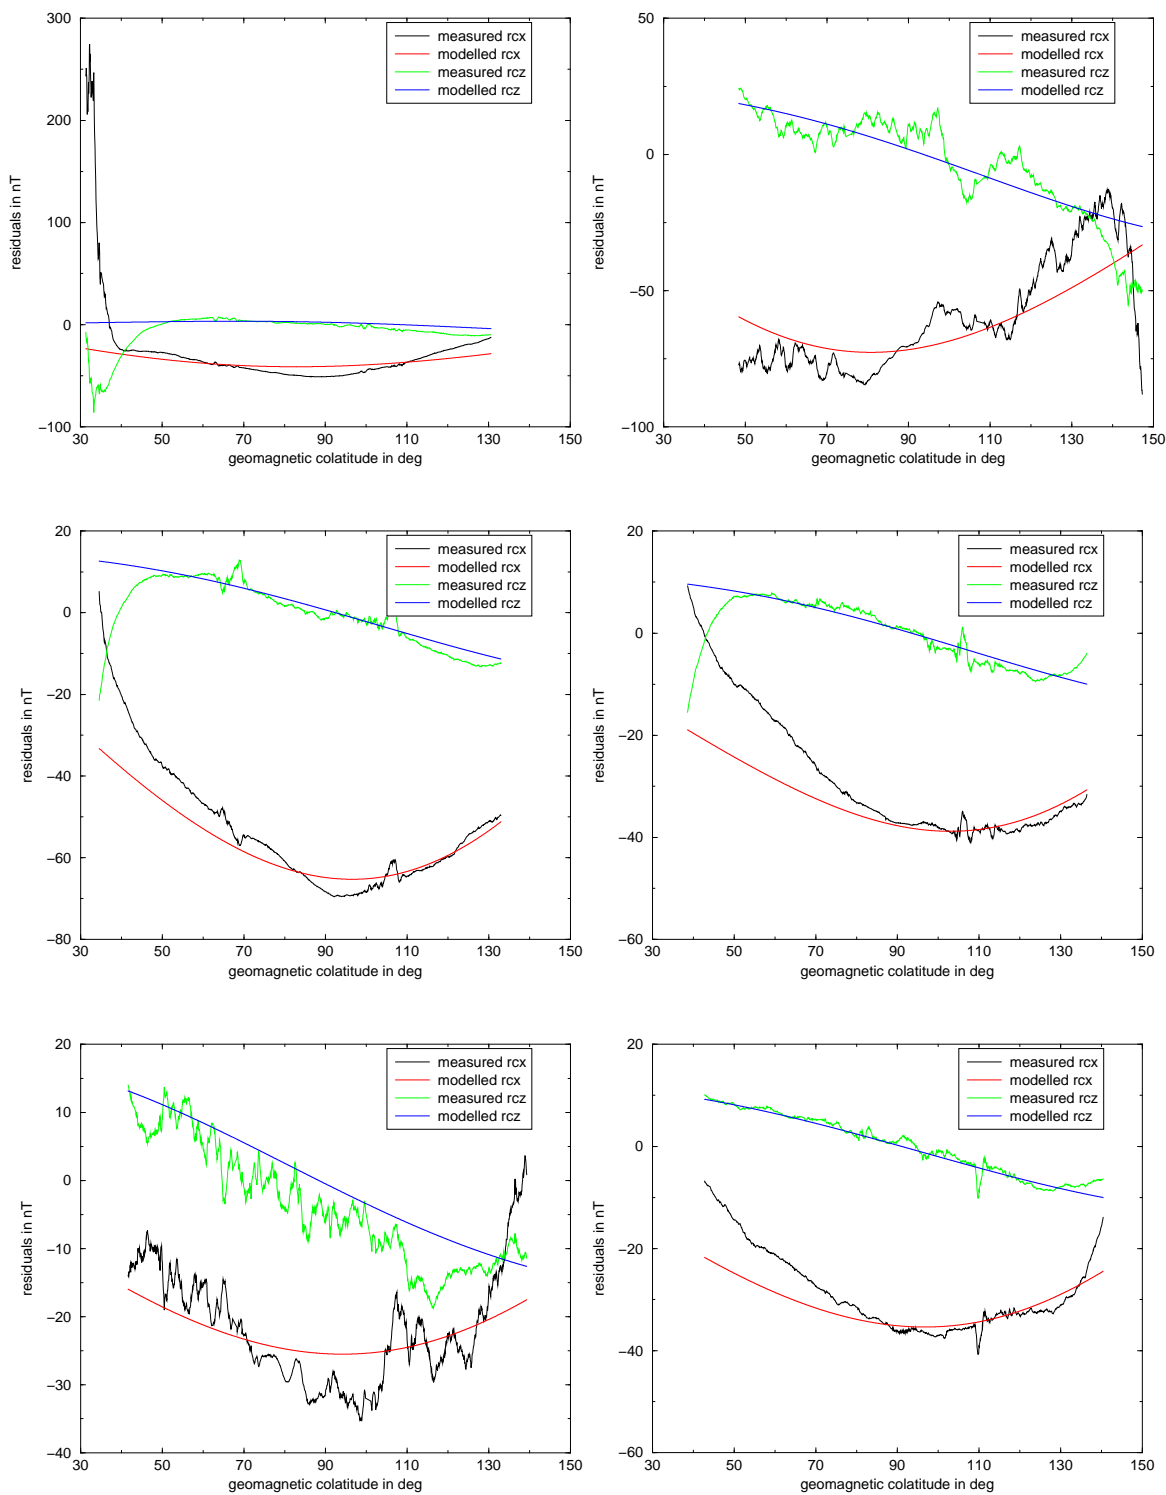 300
200
100
0
−100
30
50
70
90
110
130
150
geomagnetic colatitude in deg
residuals in nT
measured rcx
modelled rcx
measured rcz
modelled rcz
50
0
−50
−100
30
50
70
90
110
130
150
geomagnetic colatitude in deg
residuals in nT
measured rcx
modelled rcx
measured rcz
modelled rcz
20
0
−20
−40
−60
−80
30
50
70
90
110
130
150
geomagnetic colatitude in deg
residuals in nT
measured rcx
modelled rcx
measured rcz
modelled rcz
20
0
−20
−40
−60
30
50
70
90
110
130
150
geomagnetic colatitude in deg
residuals in nT
measured rcx
modelled rcx
measured rcz
modelled rcz
20
10
0
−10
−20
−30
−40
30
50
70
90
110
130
150
geomagnetic colatitude in deg
residuals in nT
measured rcx
modelled rcx
measured rcz
modelled rcz
20
0
−20
−40
−60
30
50
70
90
110
130
150
geomagnetic colatitude in deg
residuals in nT
measured rcx
modelled rcx
measured rcz
modelled rcz